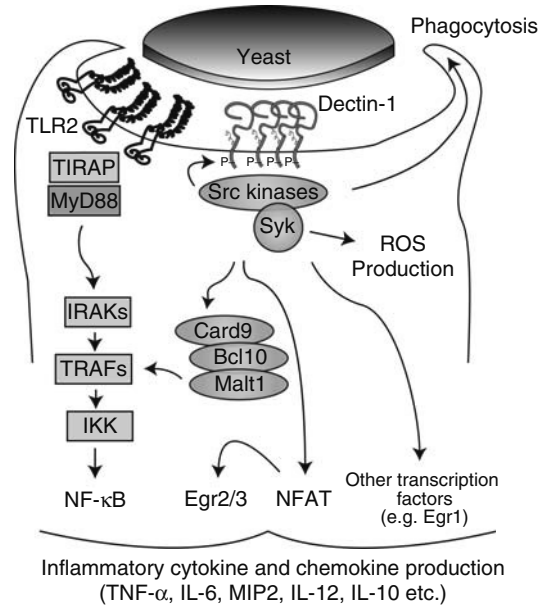 Phagocytosis
Yeast
Dectin-1
TLR2
TIRAP
MyD88
P P P P
Src kinases
Syk
ROS
Production
IRAKs
Card9
Bcl10
Malt1
TRAFs
IKK
NF-κB
Egr2/3
NFAT
Other transcription
factors
(e.g. Egr1)
Inflammatory cytokine and chemokine production
(TNF-α, IL-6, MIP2, IL-12, IL-10 etc.)